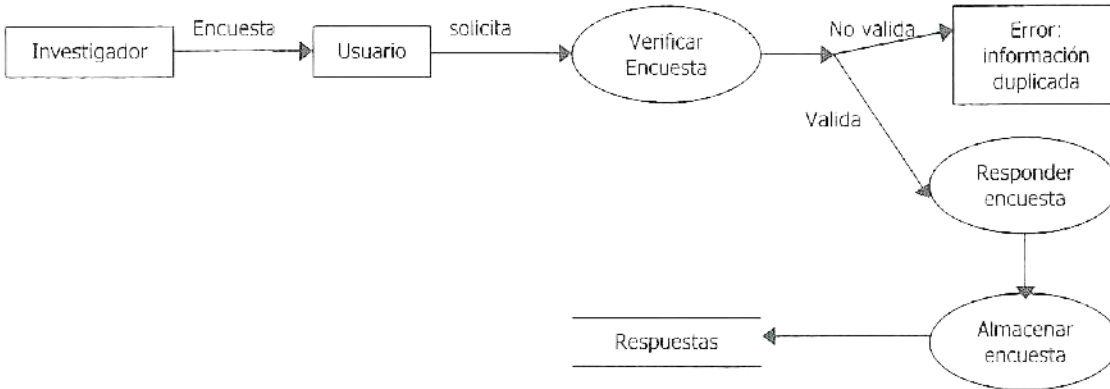 Investigador
Encuesta
Usuario
solicita
Verificar
Encuesta
No valida
Error:
información
duplicada
Valida
Responder
encuesta
Almacenar
encuesta
Respuestas